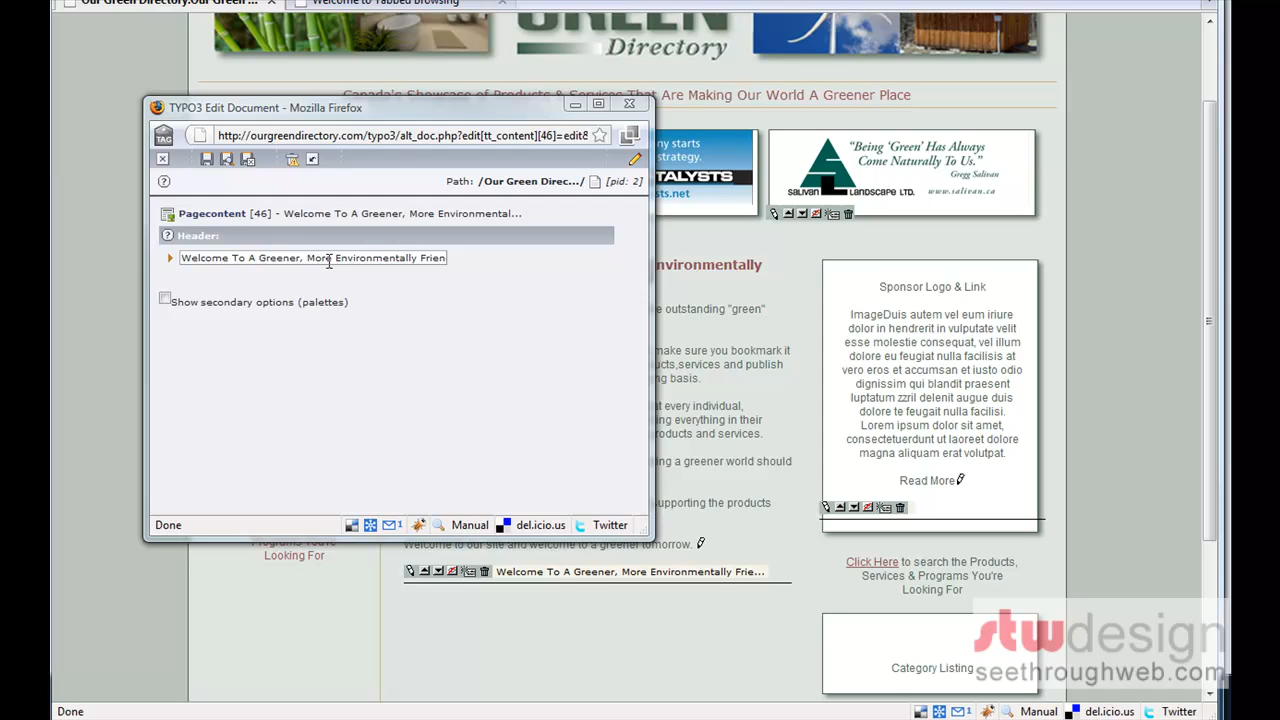 Our Green Directory:Our Green ...
Welcome to Tabbed Browsing
GREEN
Directory
Canada's Showcase of Products & Services That Are Making Our World A Greener Place
TYPO3 Edit Document - Mozilla Firefox
TAG
http://ourgreendirectory.com/typo3/alt_doc.php?edit[tt_content][46]=edit&
Path: /Our Green Direc.../ [pid: 2]
Pagecontent [46] - Welcome To A Greener, More Environmental...
Header:
Welcome To A Greener, More Environmentally Frien
Show secondary options (palettes)
Done
1
Manual
del.icio.us
Twitter
ny starts
strategy.
TALYSTS
s.net
SALIVAN LANDSCAPE LTD.
"Being 'Green' Has Always
Come Naturally To Us."
Gregg Salivan
www.salivan.ca
nvironmentally
e outstanding "green"
make sure you bookmark it
ucts,services and publish
ng basis.
t every individual,
ing everything in their
roducts and services.
ng a greener world should
upporting the products
Welcome to our site and welcome to a greener tomorrow.
Welcome To A Greener, More Environmentally Frie...
Programs You're
Looking For
Sponsor Logo & Link
ImageDuis autem vel eum iriure
dolor in hendrerit in vulputate velit
esse molestie consequat, vel illum
dolore eu feugiat nulla facilisis at
vero eros et accumsan et iusto odio
dignissim qui blandit praesent
luptatum zzril delenit augue duis
dolore te feugait nulla facilisi.
Lorem ipsum dolor sit amet,
consectetuerdunt ut laoreet dolore
magna aliquam erat volutpat.
Read More
Click Here to search the Products,
Services & Programs You're
Looking For
Category Listing
stwdesign
seethroughweb.com
Done
1
Manual
del.icio.us
Twitter